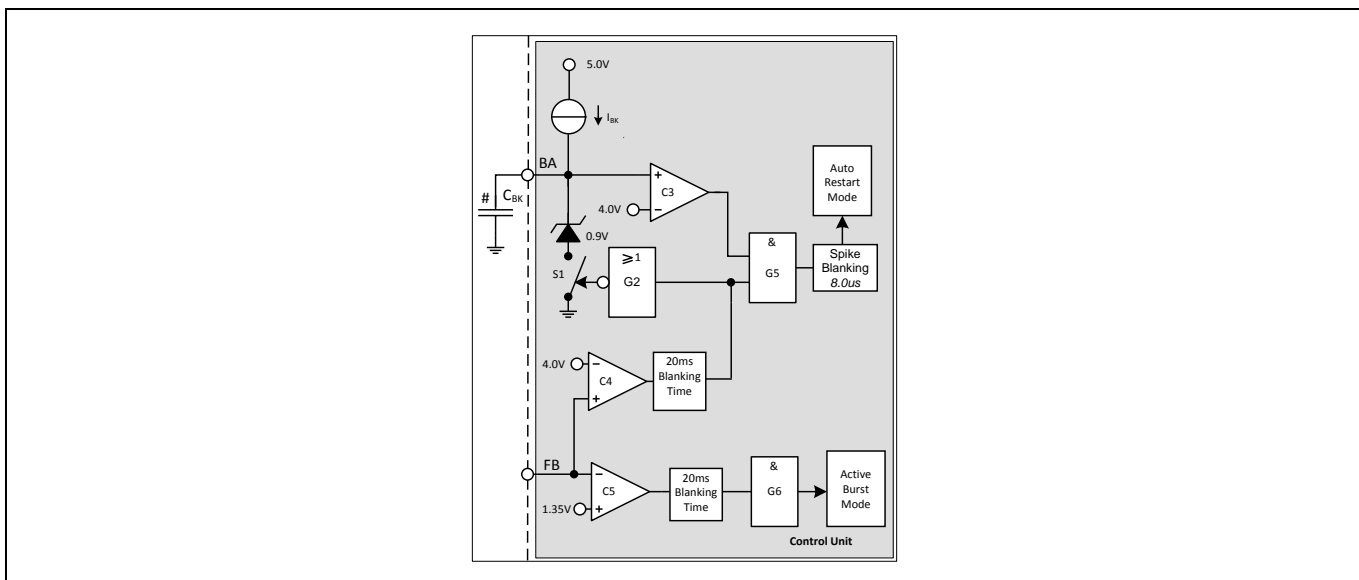 5.0V
I_BK
BA
# C_BK
+
C3
4.0V
−
Auto
Restart
Mode
0.9V
S1
≥1
G2
&
G5
Spike
Blanking
8.0us
4.0V
−
C4
+
20ms
Blanking
Time
FB
−
C5
1.35V
+
20ms
Blanking
Time
&
G6
Active
Burst
Mode
Control Unit